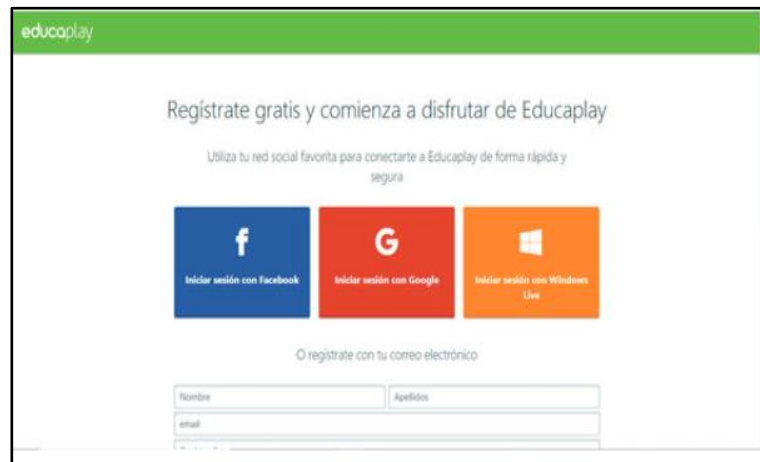 educaplay
Regístrate gratis y comienza a disfrutar de Educaplay
Utiliza tu red social favorita para conectarte a Educaplay de forma rápida y
segura
f G
Iniciar sesión con Facebook Iniciar sesión con Google Iniciar sesión con Windows
Live
O regístrate con tu correo electrónico
Nombre Apellidos
email